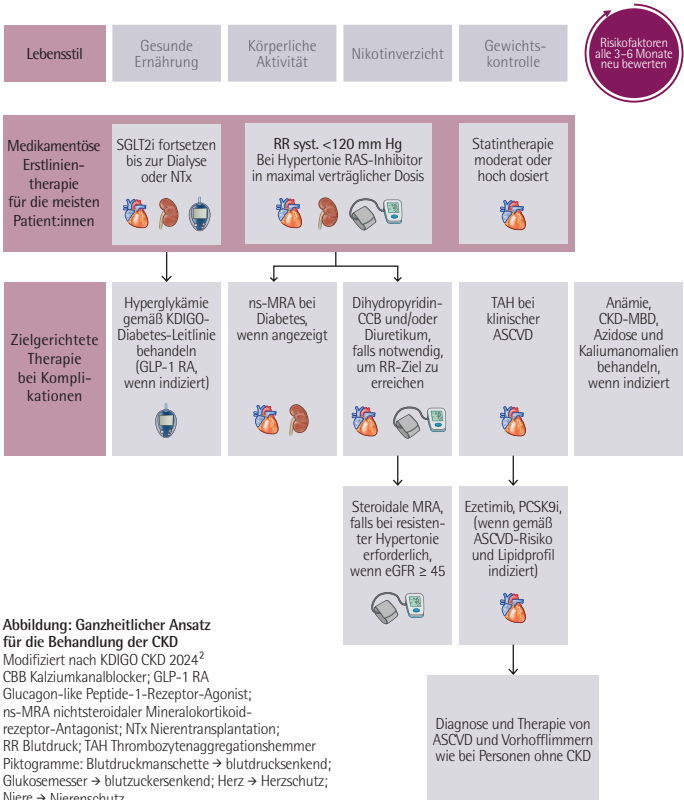 Lebensstil
Gesunde
Ernährung
Körperliche
Aktivität
Nikotinverzicht
Gewichts-
kontrolle
Risikofaktoren
alle 3–6 Monate
neu bewerten
Medikamentöse
Erstlinien-
therapie
für die meisten
Patient:innen
SGLT2i fortsetzen
bis zur Dialyse
oder NTx
RR syst. <120 mm Hg
Bei Hypertonie RAS-Inhibitor
in maximal verträglicher Dosis
Statintherapie
moderat oder
hoch dosiert
Zielgerichtete
Therapie
bei Kompli-
kationen
Hyperglykämie
gemäß KDIGO-
Diabetes-Leitlinie
behandeln
(GLP-1 RA,
wenn indiziert)
ns-MRA bei
Diabetes,
wenn angezeigt
Dihydropyridin-
CCB und/oder
Diuretikum,
falls notwendig,
um RR-Ziel zu
erreichen
TAH bei
klinischer
ASCVD
Anämie,
CKD-MBD,
Azidose und
Kaliumanomalien
behandeln,
wenn indiziert
Steroidale MRA,
falls bei resisten-
ter Hypertonie
erforderlich,
wenn eGFR ≥ 45
Ezetimib, PCSK9i,
(wenn gemäß
ASCVD-Risiko
und Lipidprofil
indiziert)
Diagnose und Therapie von
ASCVD und Vorhofflimmern
wie bei Personen ohne CKD
Abbildung: Ganzheitlicher Ansatz
für die Behandlung der CKD
Modifiziert nach KDIGO CKD 2024²
CBB Kalziumkanalblocker; GLP-1 RA
Glucagon-like Peptide-1-Rezeptor-Agonist;
ns-MRA nichtsteroidaler Mineralokortikoid-
rezeptor-Antagonist; NTx Nierentransplantation;
RR Blutdruck; TAH Thrombozytenaggregationshemmer
Piktogramme: Blutdruckmanschette → blutdrucksenkend;
Glukosemesser → blutzuckersenkend; Herz → Herzschutz;
Niere → Nierenschutz